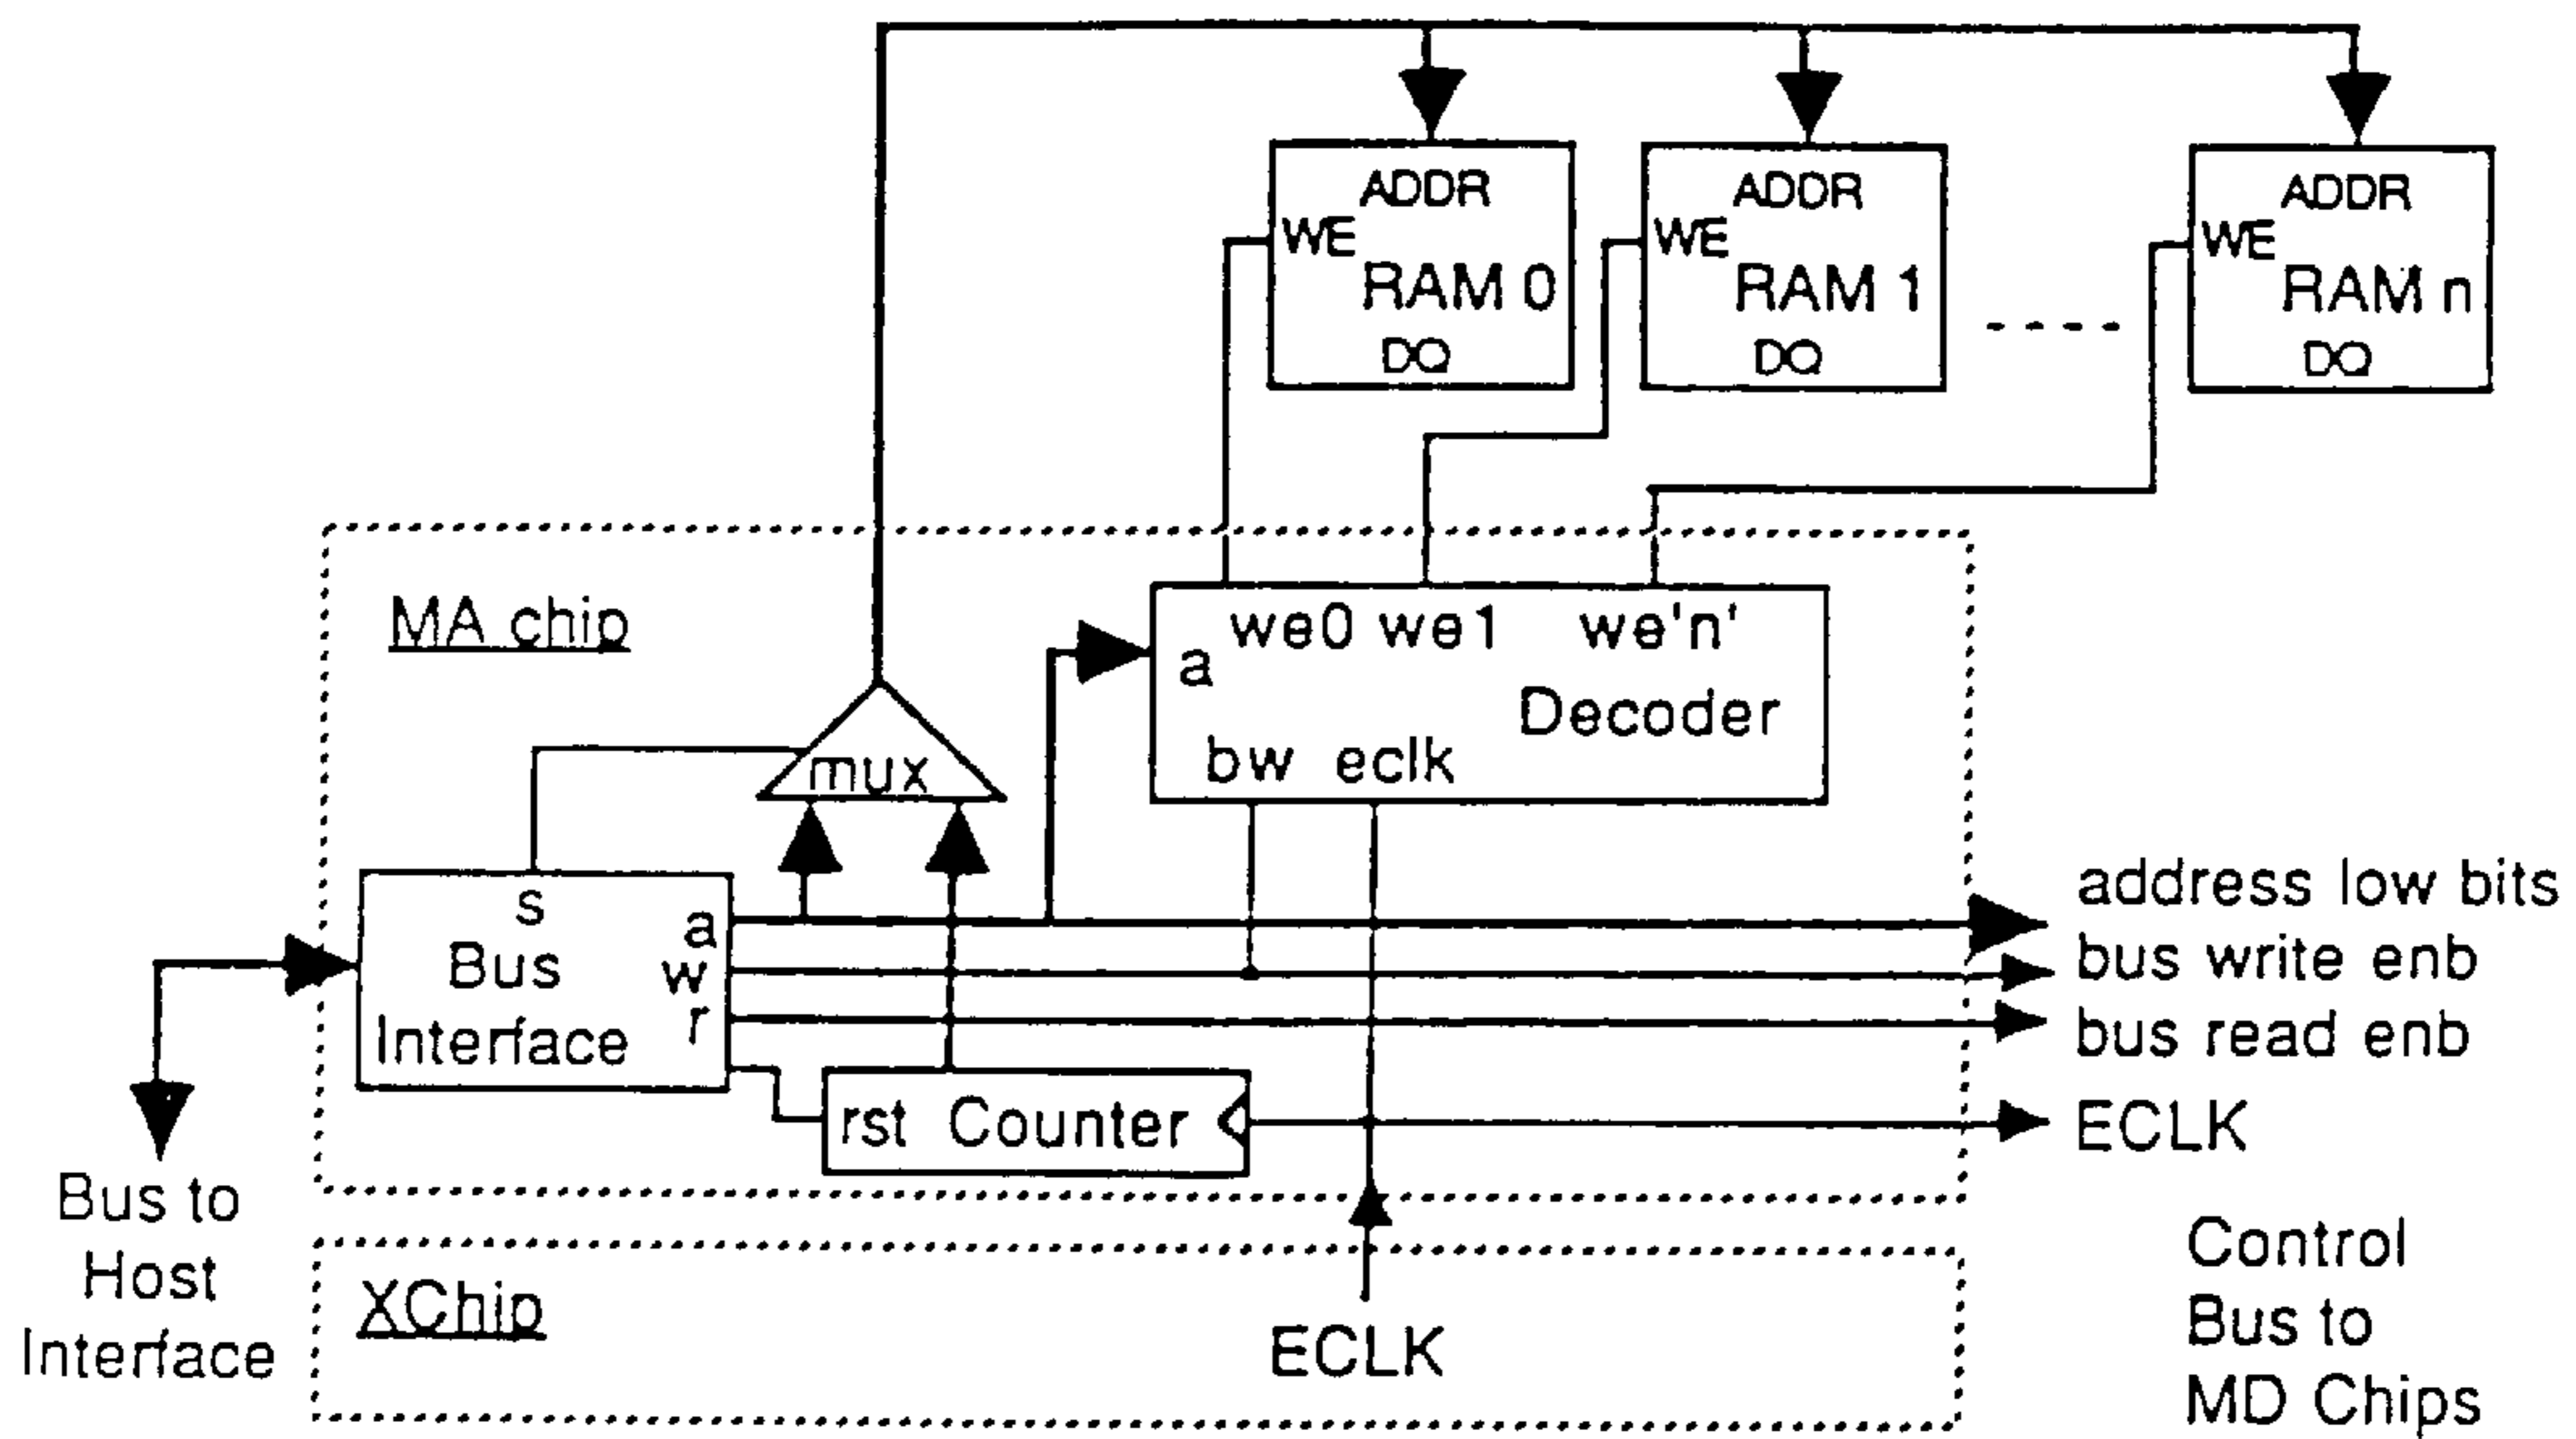 ADDR
WE
RAM 0
DQ
ADDR
WE
RAM 1
DQ
ADDR
WE
RAM n
DQ
MA chip
we0 we1 we'n'
a
Decoder
bw eclk
mux
s
a
Bus
w
Interface
r
rst Counter
address low bits
bus write enb
bus read enb
ECLK
Bus to
Host
Interface
XChip
ECLK
Control
Bus to
MD Chips